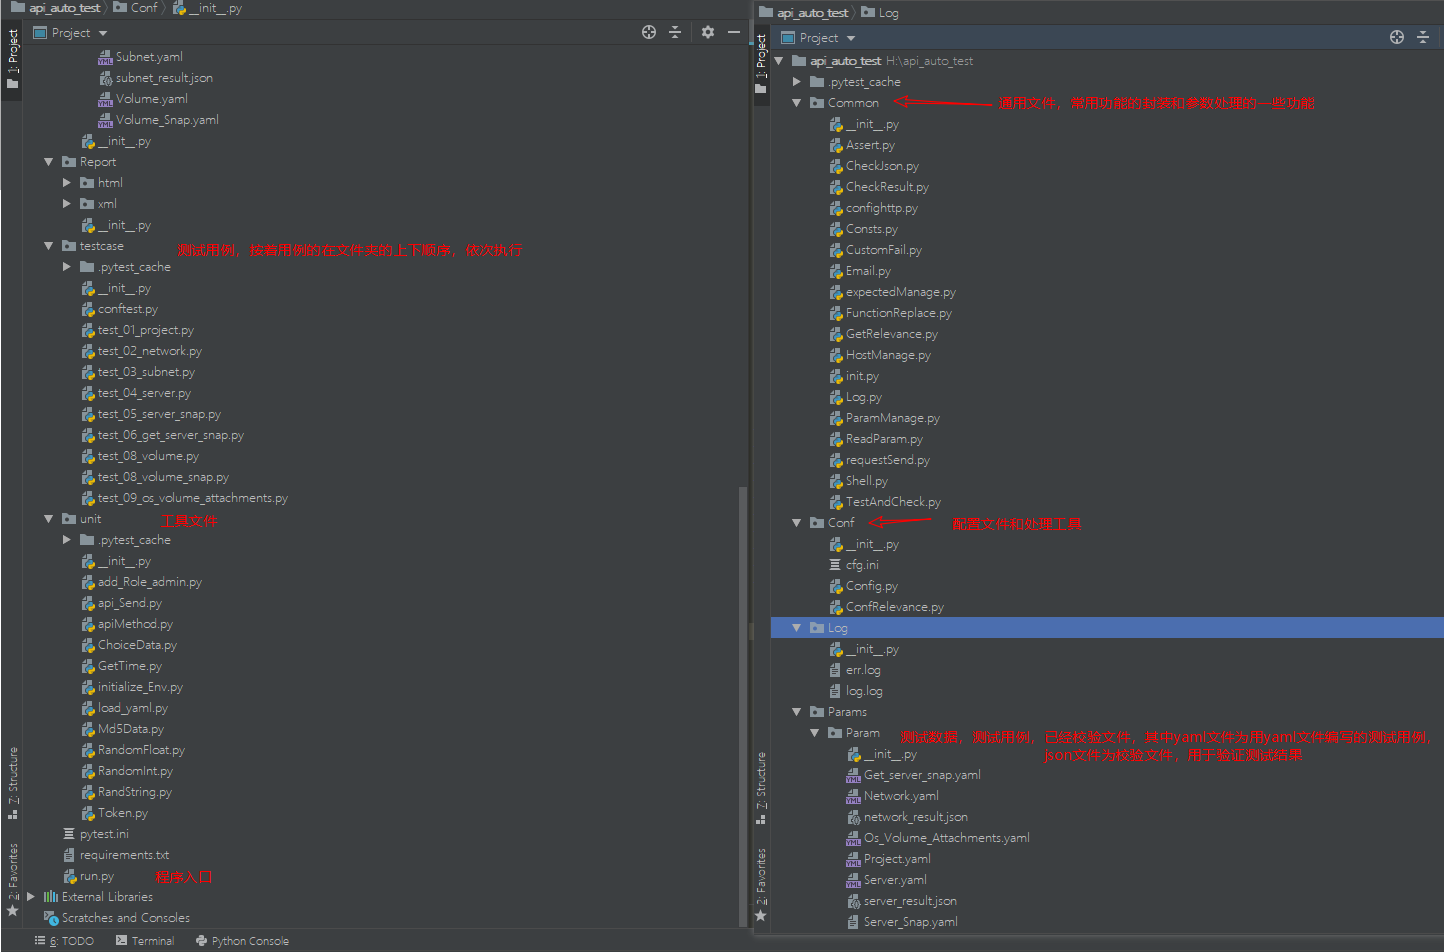 api_auto_test
Conf
__init__.py
Project
1: Project
Subnet.yaml
subnet_result.json
Volume.yaml
Volume_Snap.yaml
__init__.py
Report
html
xml
__init__.py
testcase
测试用例，按着用例的在文件夹的上下顺序，依次执行
.pytest_cache
__init__.py
conftest.py
test_01_project.py
test_02_network.py
test_03_subnet.py
test_04_server.py
test_05_server_snap.py
test_06_get_server_snap.py
test_08_volume.py
test_08_volume_snap.py
test_09_os_volume_attachments.py
unit
工具文件
.pytest_cache
__init__.py
add_Role_admin.py
api_Send.py
apiMethod.py
ChoiceData.py
GetTime.py
initialize_Env.py
load_yaml.py
Md5Data.py
RandomFloat.py
RandomInt.py
RandString.py
Token.py
pytest.ini
requirements.txt
run.py
程序入口
External Libraries
Scratches and Consoles
7: Structure
2: Favorites
6: TODO
Terminal
Python Console
api_auto_test
Log
Project
1: Project
api_auto_test H:\api_auto_test
.pytest_cache
Common
通用文件，常用功能的封装和参数处理的一些功能
__init__.py
Assert.py
CheckJson.py
CheckResult.py
confighttp.py
Consts.py
CustomFail.py
Email.py
expectedManage.py
FunctionReplace.py
GetRelevance.py
HostManage.py
init.py
Log.py
ParamManage.py
ReadParam.py
requestSend.py
Shell.py
TestAndCheck.py
Conf
配置文件和处理工具
__init__.py
cfg.ini
Config.py
ConfRelevance.py
Log
__init__.py
err.log
log.log
Params
Param
测试数据，测试用例，已经校验文件，其中yaml文件为用yaml文件编写的测试用例，
json文件为校验文件，用于验证测试结果
__init__.py
Get_server_snap.yaml
Network.yaml
network_result.json
Os_Volume_Attachments.yaml
Project.yaml
Server.yaml
server_result.json
Server_Snap.yaml
7: Structure
2: Favorites